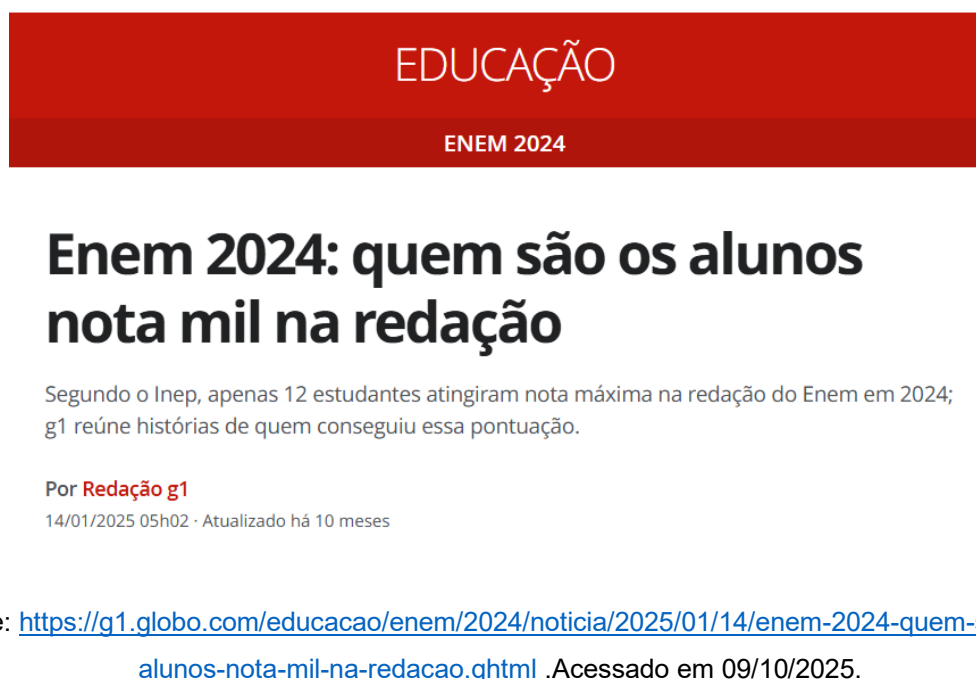 EDUCAÇÃO
ENEM 2024
Enem 2024: quem são os alunos
nota mil na redação
Segundo o Inep, apenas 12 estudantes atingiram nota máxima na redação do Enem em 2024;
g1 reúne histórias de quem conseguiu essa pontuação.
Por Redação g1
14/01/2025 05h02 · Atualizado há 10 meses
e: https://g1.globo.com/educacao/enem/2024/noticia/2025/01/14/enem-2024-quem-
alunos-nota-mil-na-redacao.ghtml .Acessado em 09/10/2025.